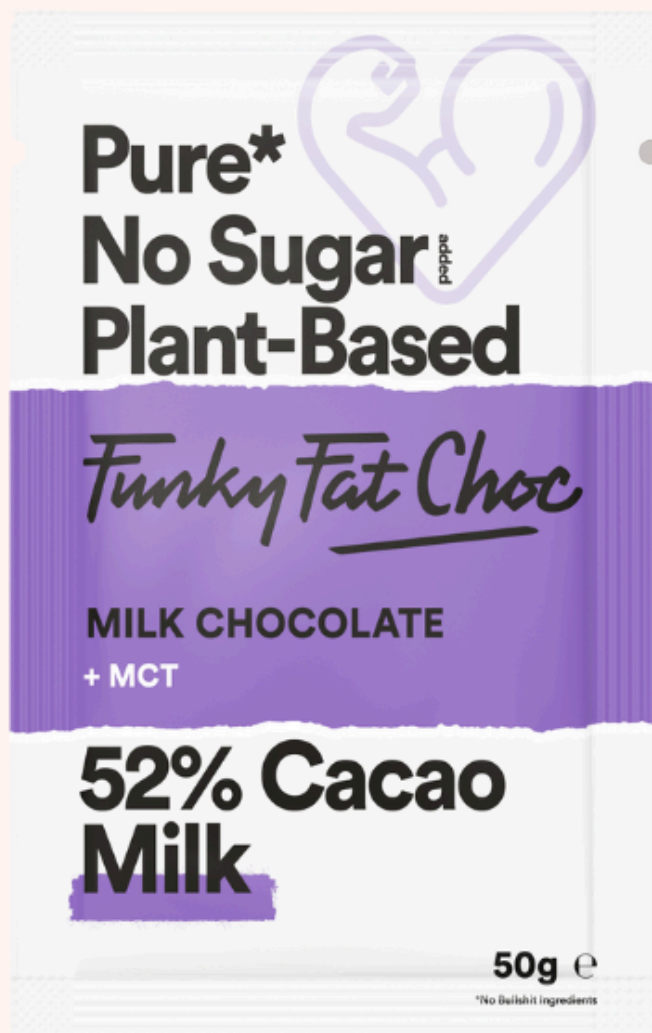 Pure*
No Sugar added
Plant-Based
Funky Fat Choc
MILK CHOCOLATE
+ MCT
52% Cacao
Milk
50g ℮
*No Bullshit ingredients